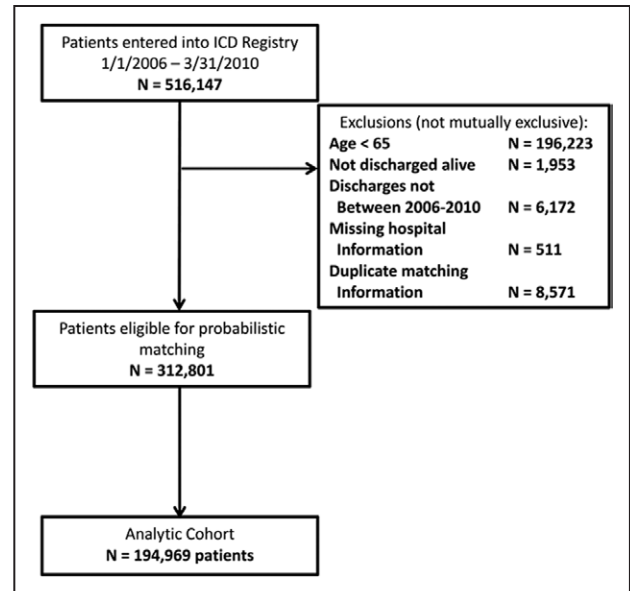 Patients entered into ICD Registry
1/1/2006 – 3/31/2010
N = 516,147
Exclusions (not mutually exclusive):
Age < 65 N = 196,223
Not discharged alive N = 1,953
Discharges not
Between 2006-2010 N = 6,172
Missing hospital
Information N = 511
Duplicate matching
Information N = 8,571
Patients eligible for probabilistic
matching
N = 312,801
Analytic Cohort
N = 194,969 patients